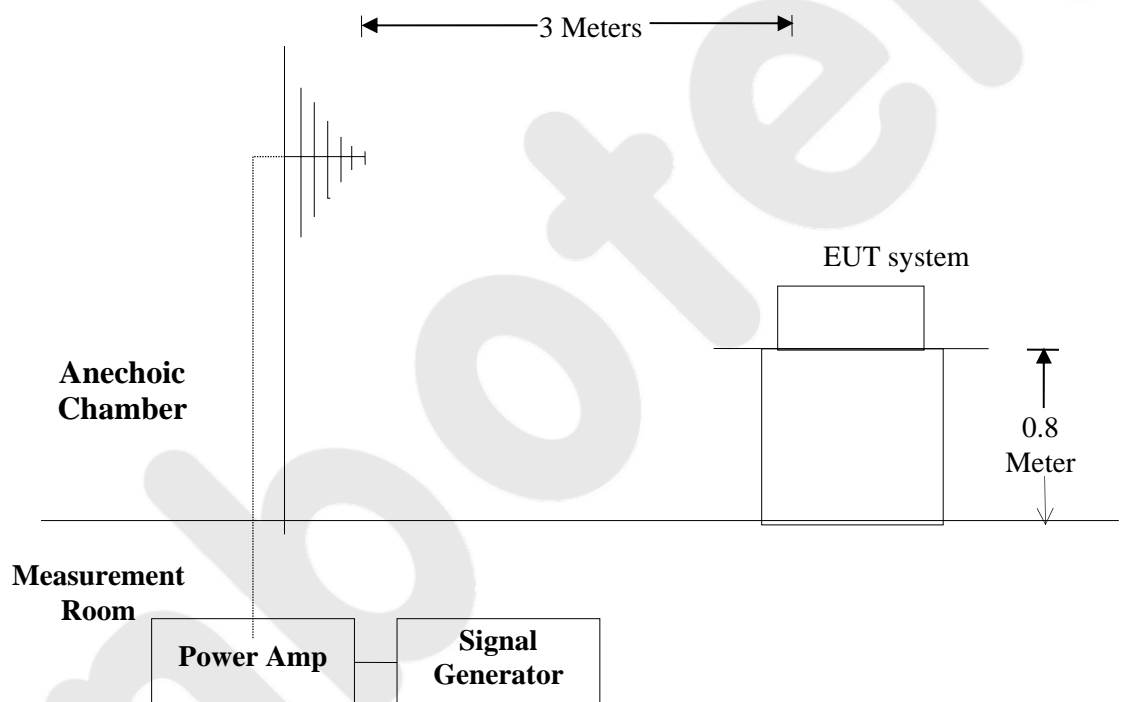 3 Meters
EUT system
Anechoic
Chamber
0.8
Meter
Measurement
Room
Power Amp
Signal
Generator